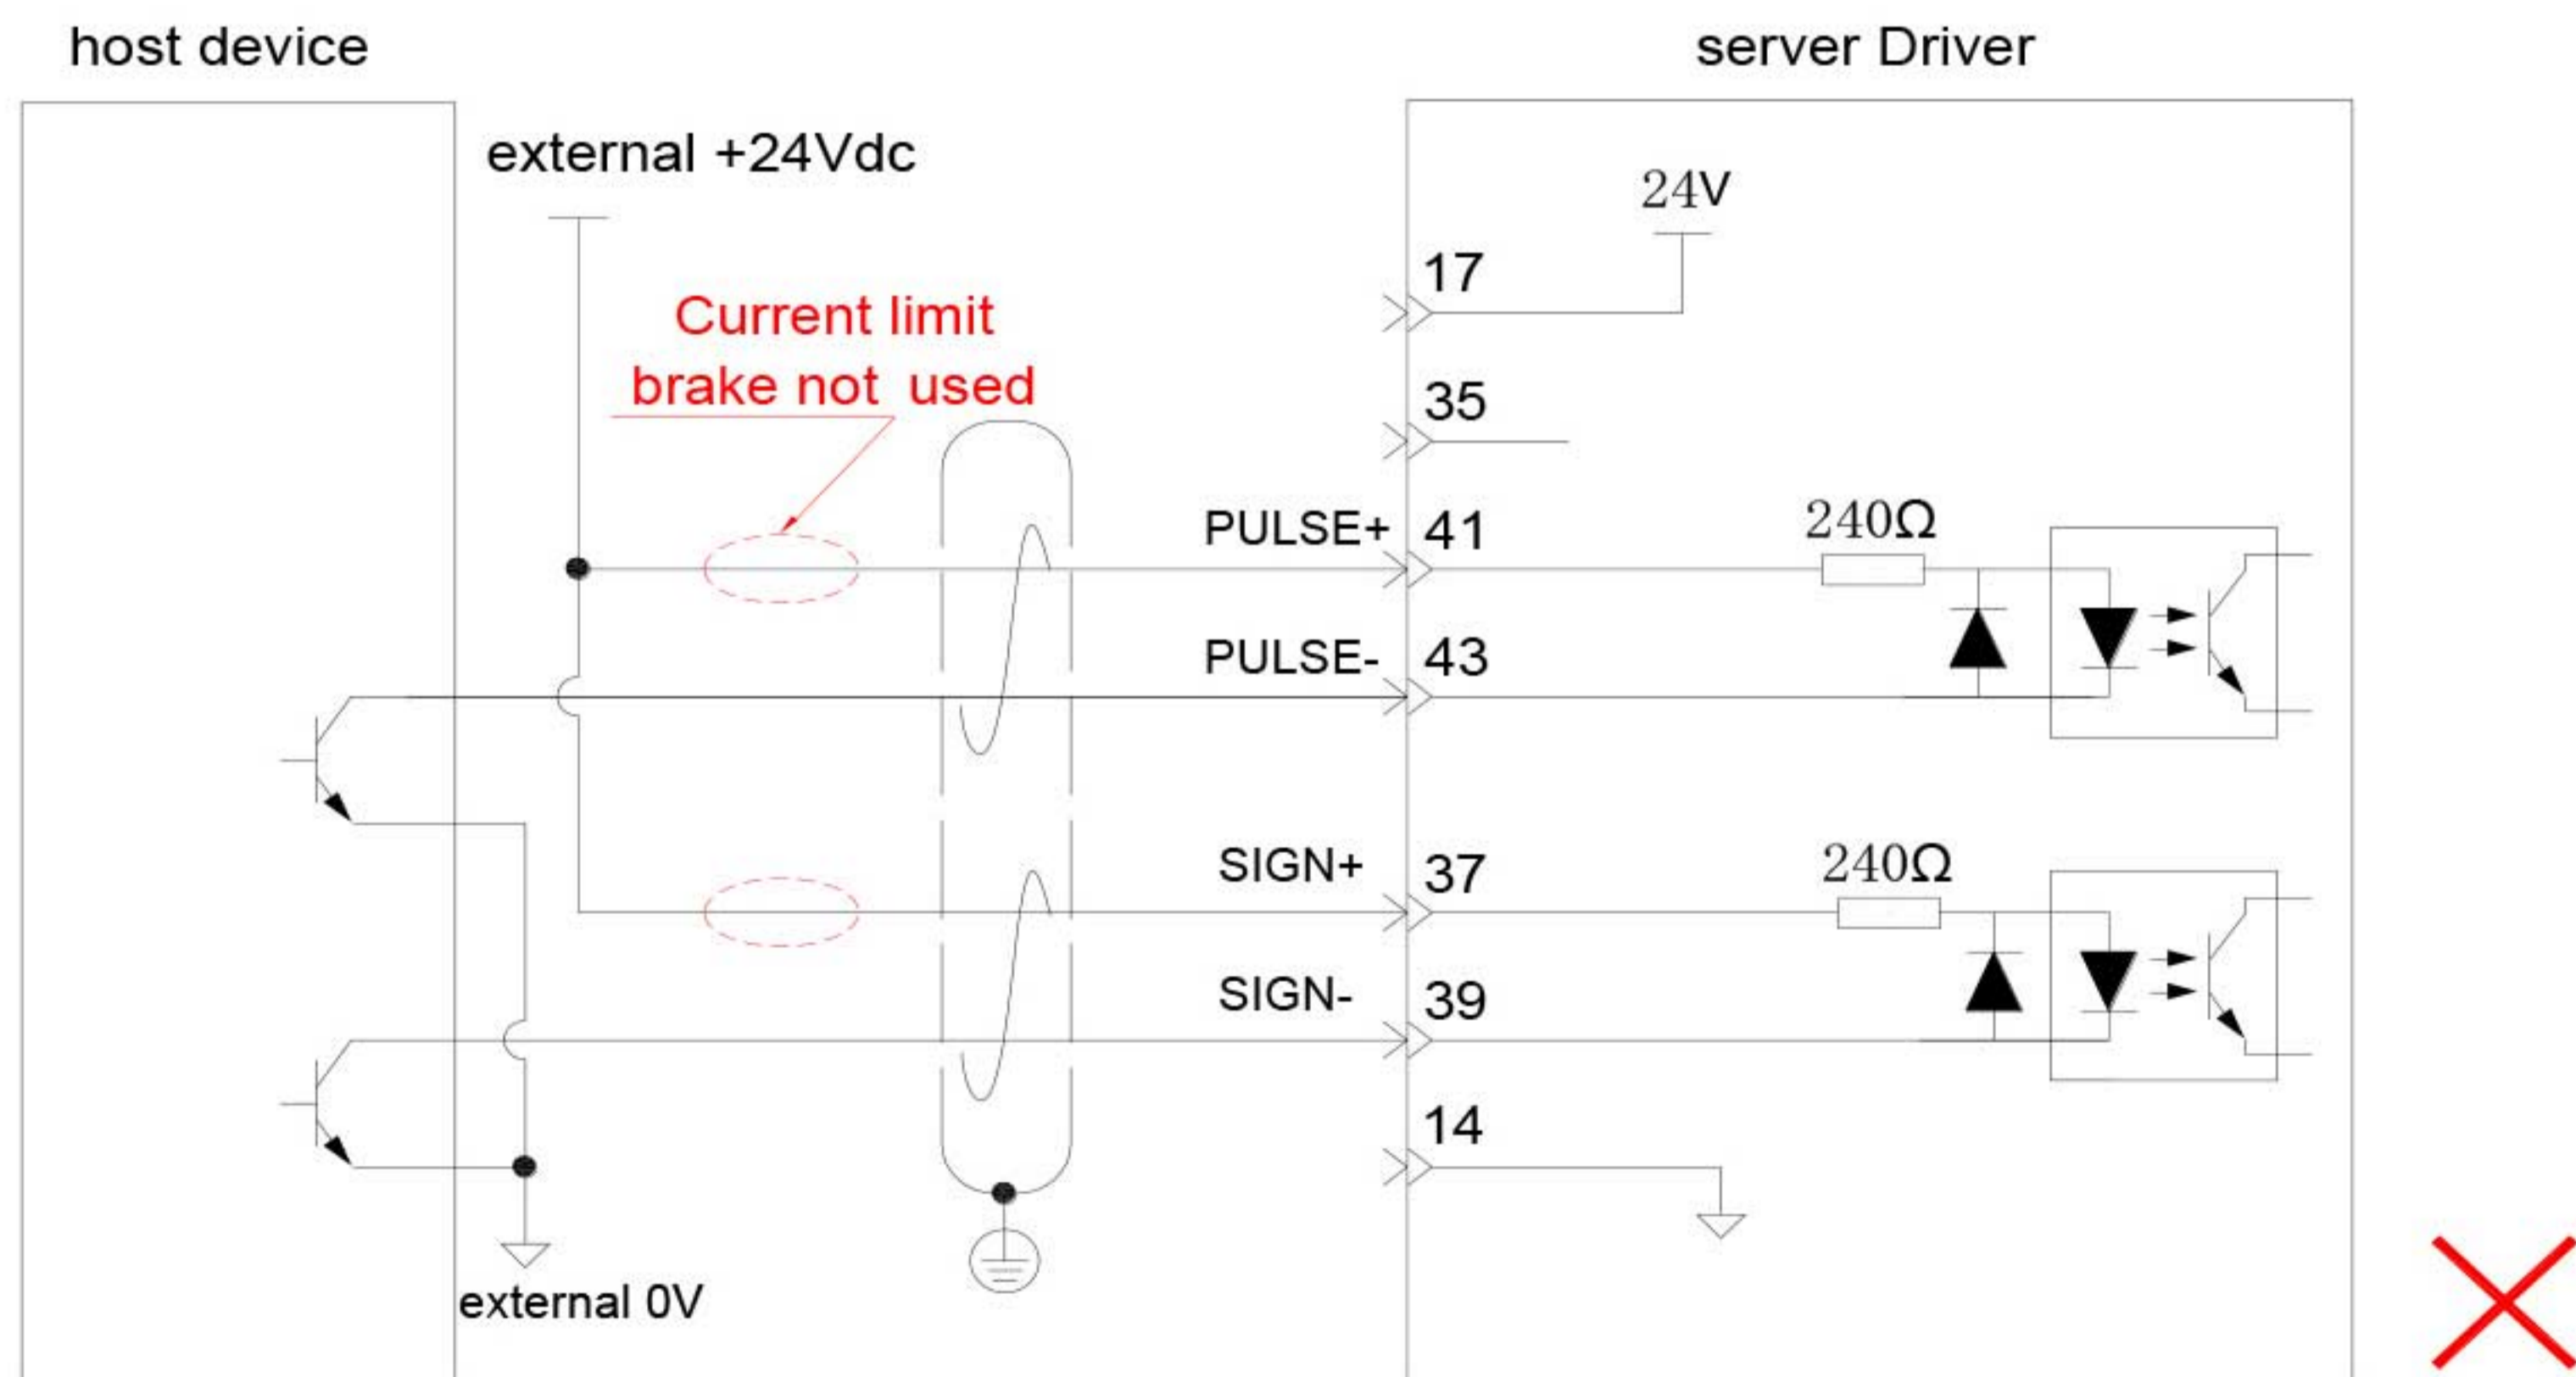 host device
server Driver
external +24Vdc
24V
17
Current limit
brake not used
35
PULSE+
41
240Ω
PULSE-
43
SIGN+
37
240Ω
SIGN-
39
14
external 0V